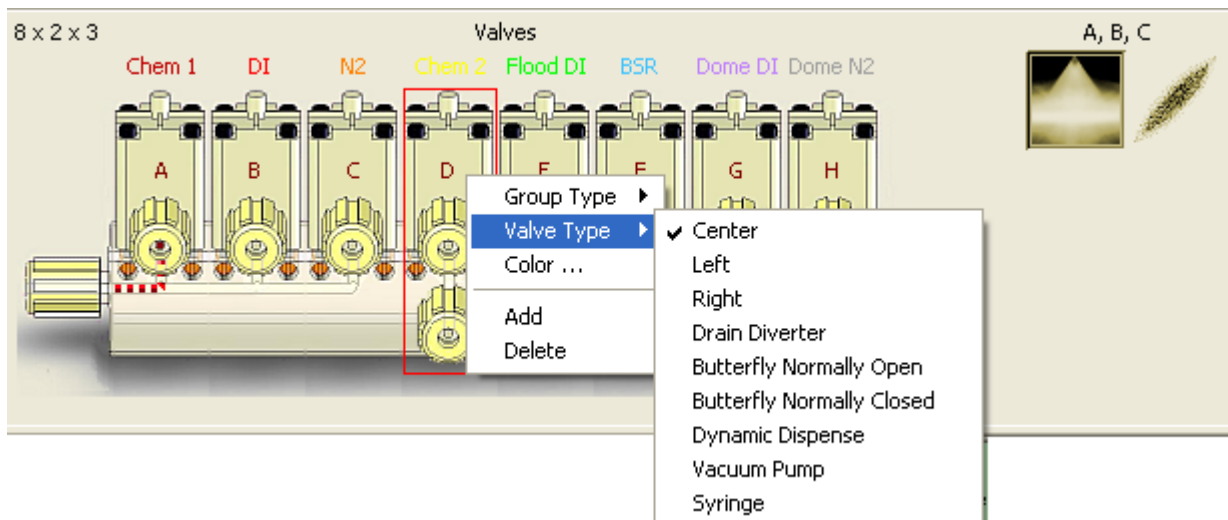 8 x 2 x 3 Valves A, B, C
Chem 1 DI N2 Chem 2 Flood DI BSR Dome DI Dome N2
A B C D E F G H
Group Type
Valve Type
Color ...
Add
Delete
Center
Left
Right
Drain Diverter
Butterfly Normally Open
Butterfly Normally Closed
Dynamic Dispense
Vacuum Pump
Syringe